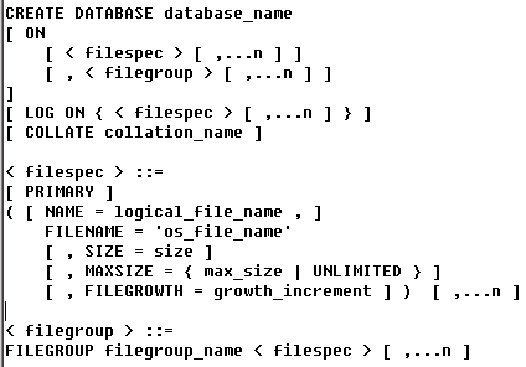 CREATE DATABASE database_name
[ ON
[ < filespec > [ ,...n ] ]
[ , < filegroup > [ ,...n ] ]
]
[ LOG ON { < filespec > [ ,...n ] } ]
[ COLLATE collation_name ]
< filespec > ::=
[ PRIMARY ]
( [ NAME = logical_file_name , ]
FILENAME = 'os_file_name'
[ , SIZE = size ]
[ , MAXSIZE = { max_size | UNLIMITED } ]
[ , FILEGROWTH = growth_increment ] ) [ ,...n ]
< filegroup > ::=
FILEGROUP filegroup_name < filespec > [ ,...n ]